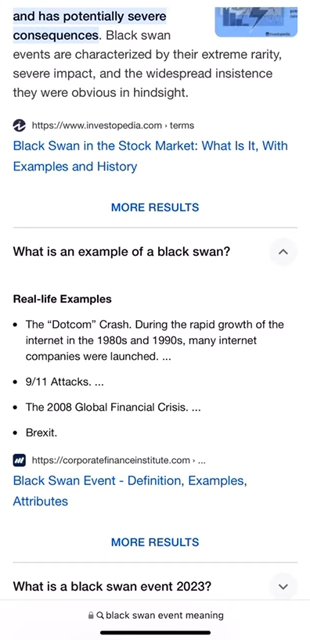 and has potentially severe
consequences. Black swan
events are characterized by their extreme rarity,
severe impact, and the widespread insistence
they were obvious in hindsight.
https://www.investopedia.com › terms
Black Swan in the Stock Market: What Is It, With
Examples and History
MORE RESULTS
What is an example of a black swan?
Real-life Examples
• The “Dotcom” Crash. During the rapid growth of the
internet in the 1980s and 1990s, many internet
companies were launched. ...
• 9/11 Attacks. ...
• The 2008 Global Financial Crisis. ...
• Brexit.
https://corporatefinanceinstitute.com › ...
Black Swan Event - Definition, Examples,
Attributes
MORE RESULTS
What is a black swan event 2023?
black swan event meaning